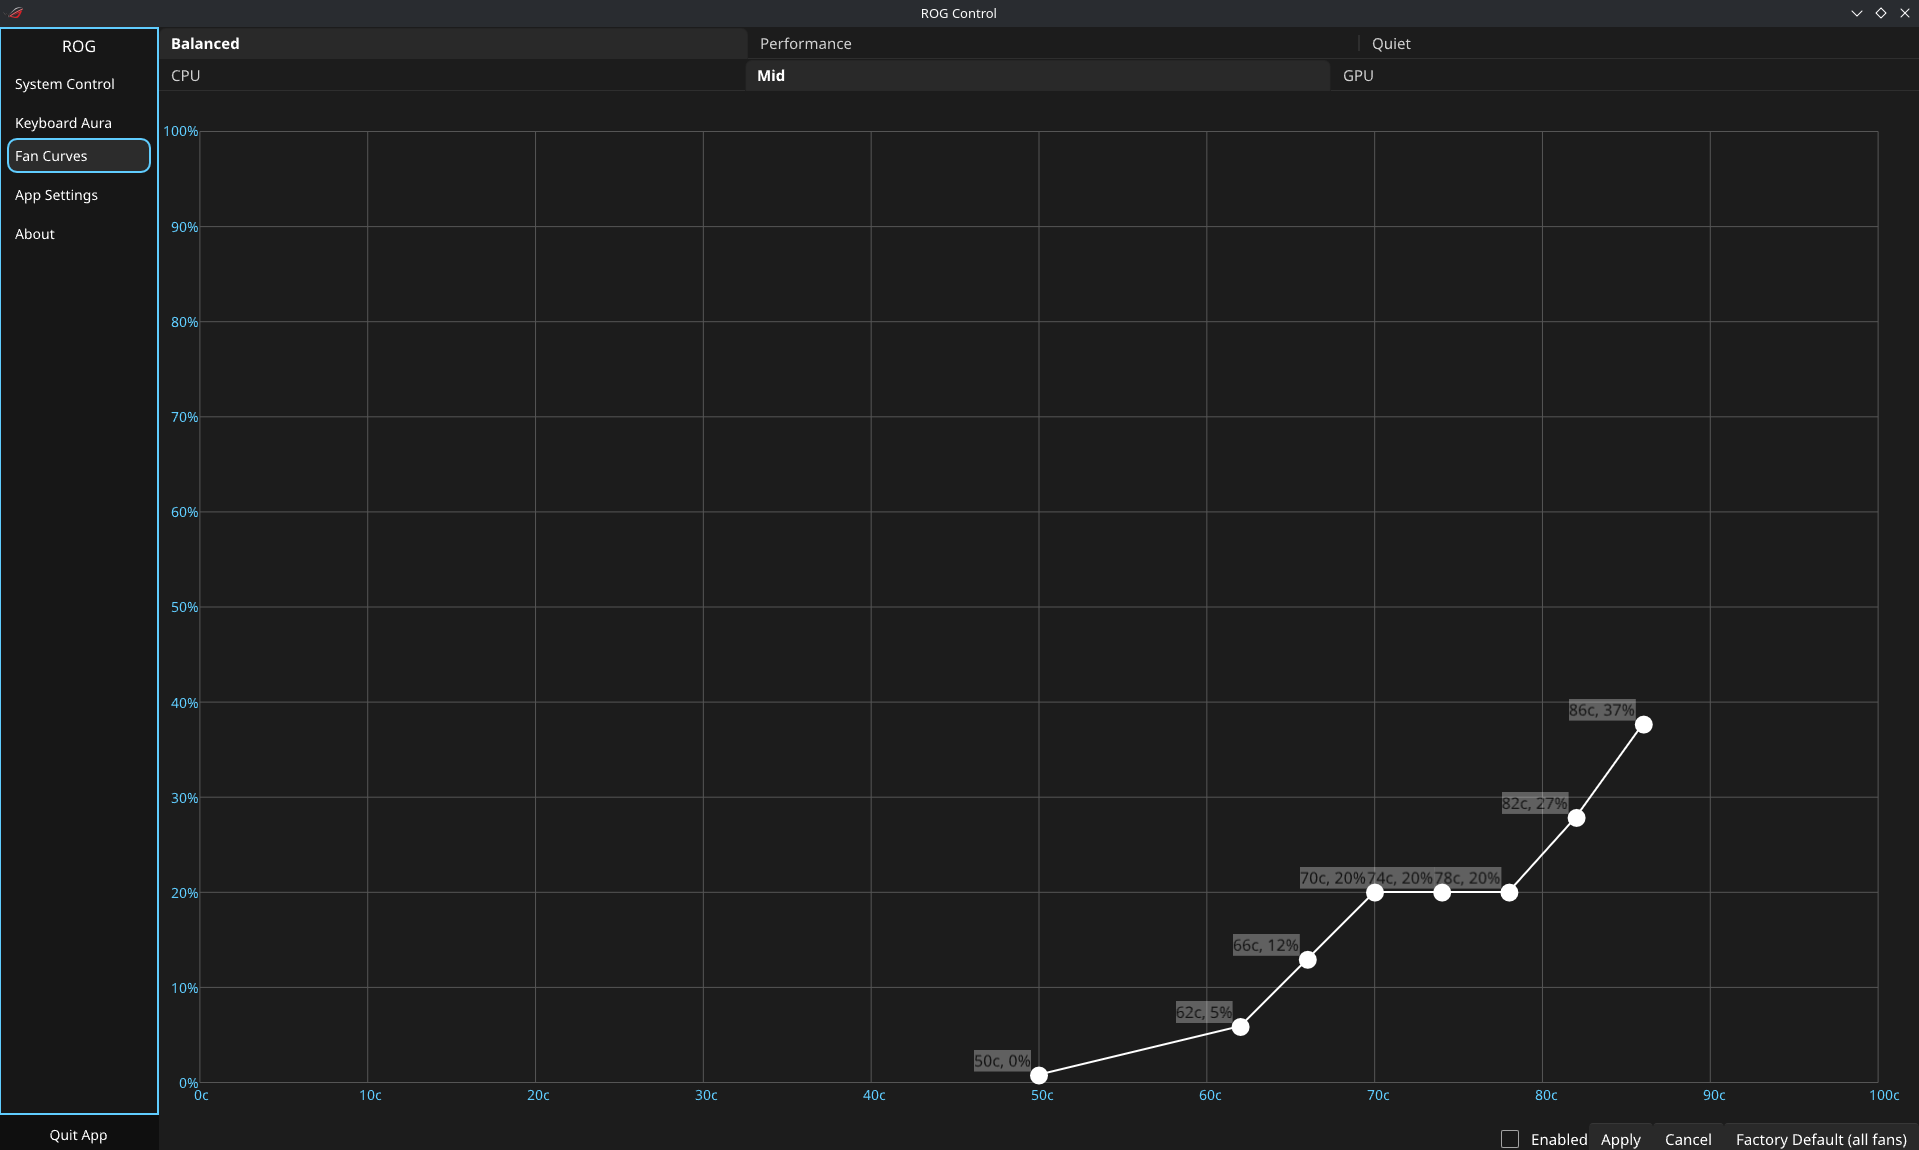 ROG Control
ROG
System Control
Keyboard Aura
Fan Curves
App Settings
About
Quit App
Balanced
Performance
Quiet
CPU
Mid
GPU
100%
90%
80%
70%
60%
50%
40%
30%
20%
10%
0%
86c, 37%
82c, 27%
70c, 20%
74c, 20%
78c, 20%
66c, 12%
62c, 5%
50c, 0%
0c
10c
20c
30c
40c
50c
60c
70c
80c
90c
100c
Enabled
Apply
Cancel
Factory Default (all fans)